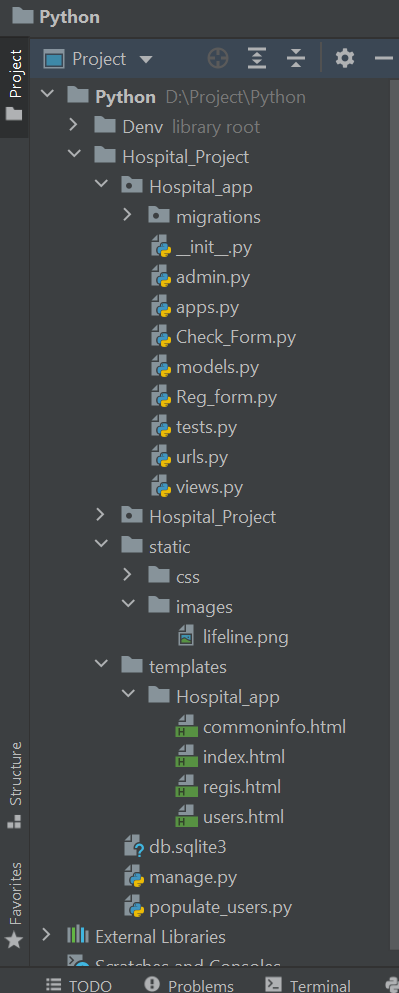 Python
Project
Project
Python D:\Project\Python
Denv library root
Hospital_Project
Hospital_app
migrations
__init__.py
admin.py
apps.py
Check_Form.py
models.py
Reg_form.py
tests.py
urls.py
views.py
Hospital_Project
static
css
images
lifeline.png
templates
Hospital_app
commoninfo.html
index.html
regis.html
users.html
db.sqlite3
manage.py
populate_users.py
External Libraries
Scratches and Consoles
Structure
Favorites
TODO Problems Terminal